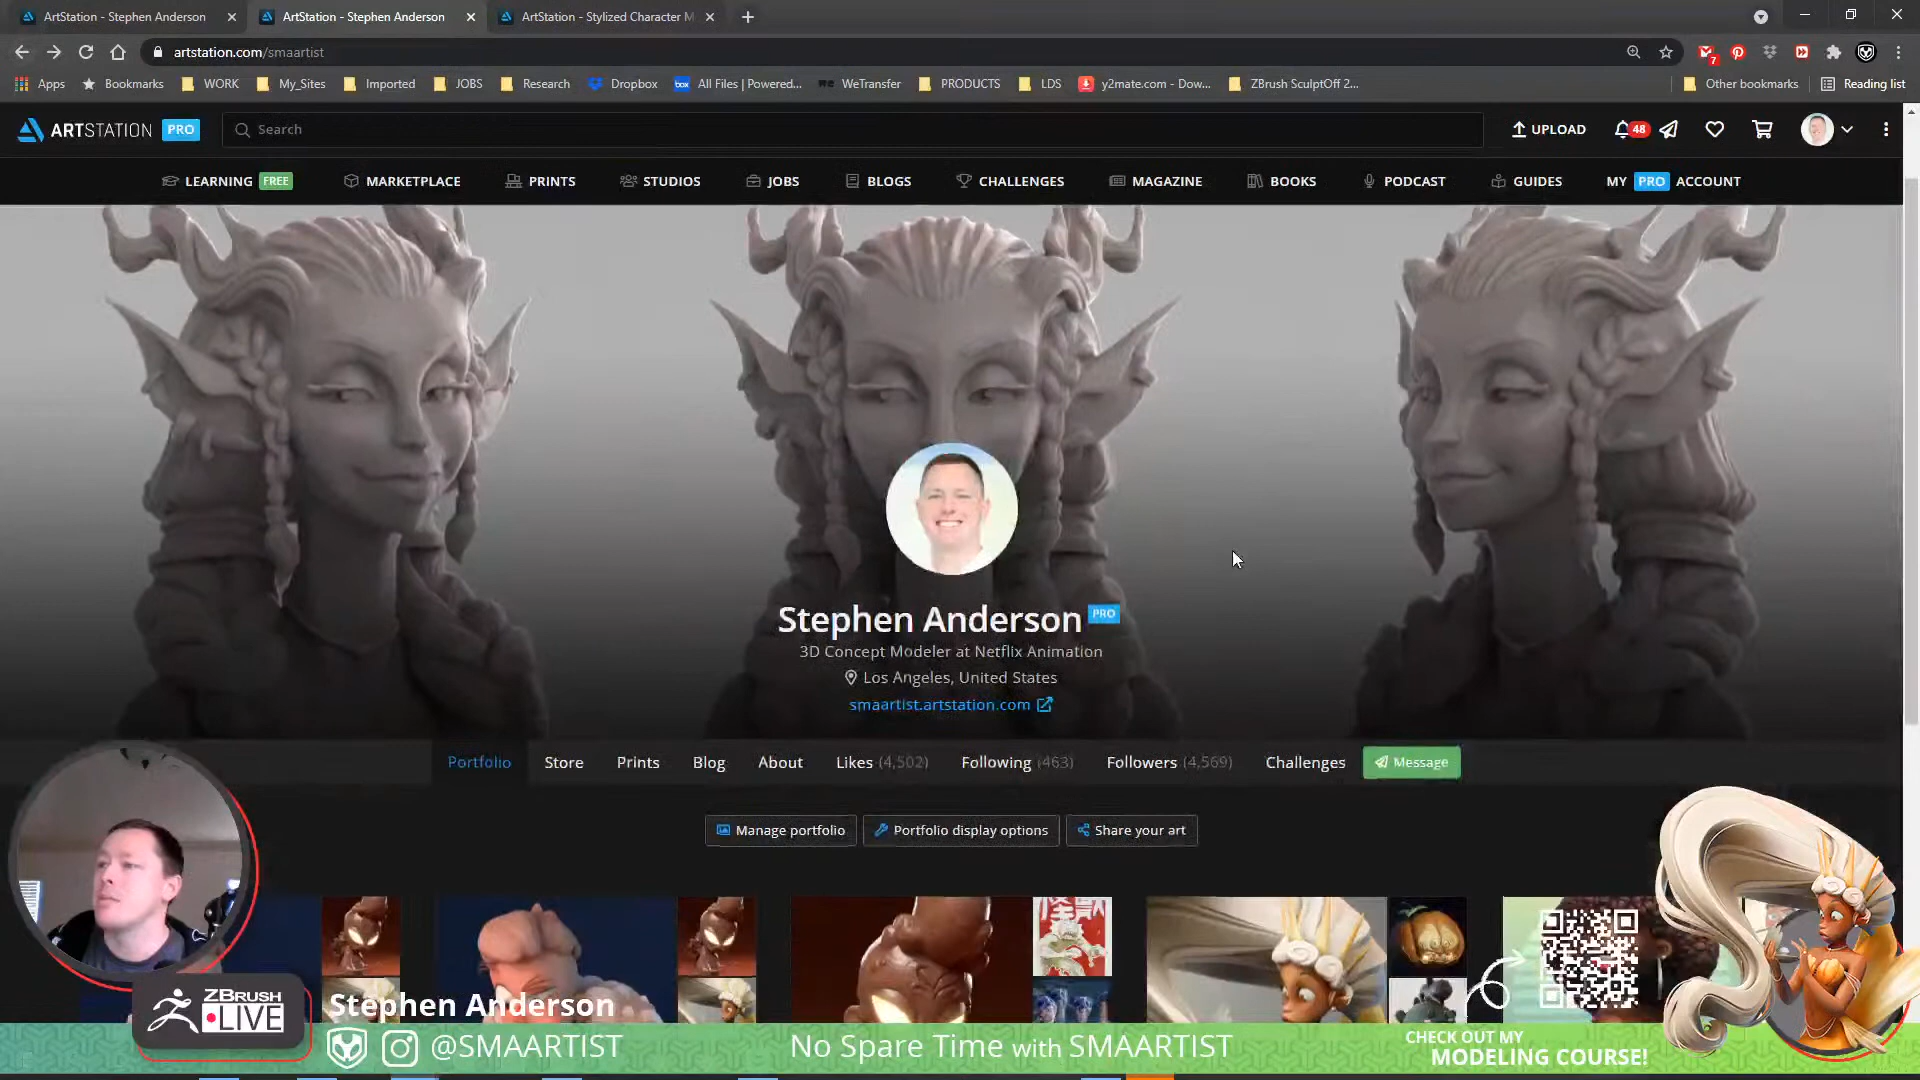 ArtStation - Stephen Anderson
ArtStation - Stephen Anderson
ArtStation - Stylized Character M
artstation.com/smaartist
7
Apps
Bookmarks
WORK
My_Sites
Imported
JOBS
Research
Dropbox
box
All Files | Powered...
we
WeTransfer
PRODUCTS
LDS
y2mate.com - Dow...
ZBrush SculptOff 2...
Other bookmarks
Reading list
ARTSTATION PRO
Search
UPLOAD
48
LEARNING FREE
MARKETPLACE
PRINTS
STUDIOS
JOBS
BLOGS
CHALLENGES
MAGAZINE
BOOKS
PODCAST
GUIDES
MY PRO ACCOUNT
Stephen Anderson PRO
3D Concept Modeler at Netflix Animation
Los Angeles, United States
smaartist.artstation.com
Portfolio
Store
Prints
Blog
About
Likes (4,502)
Following (463)
Followers (4,569)
Challenges
Message
Manage portfolio
Portfolio display options
Share your art
ZBRUSH
LIVE
Stephen Anderson
@SMAARTIST
No Spare Time with SMAARTIST
CHECK OUT MY
MODELING COURSE!